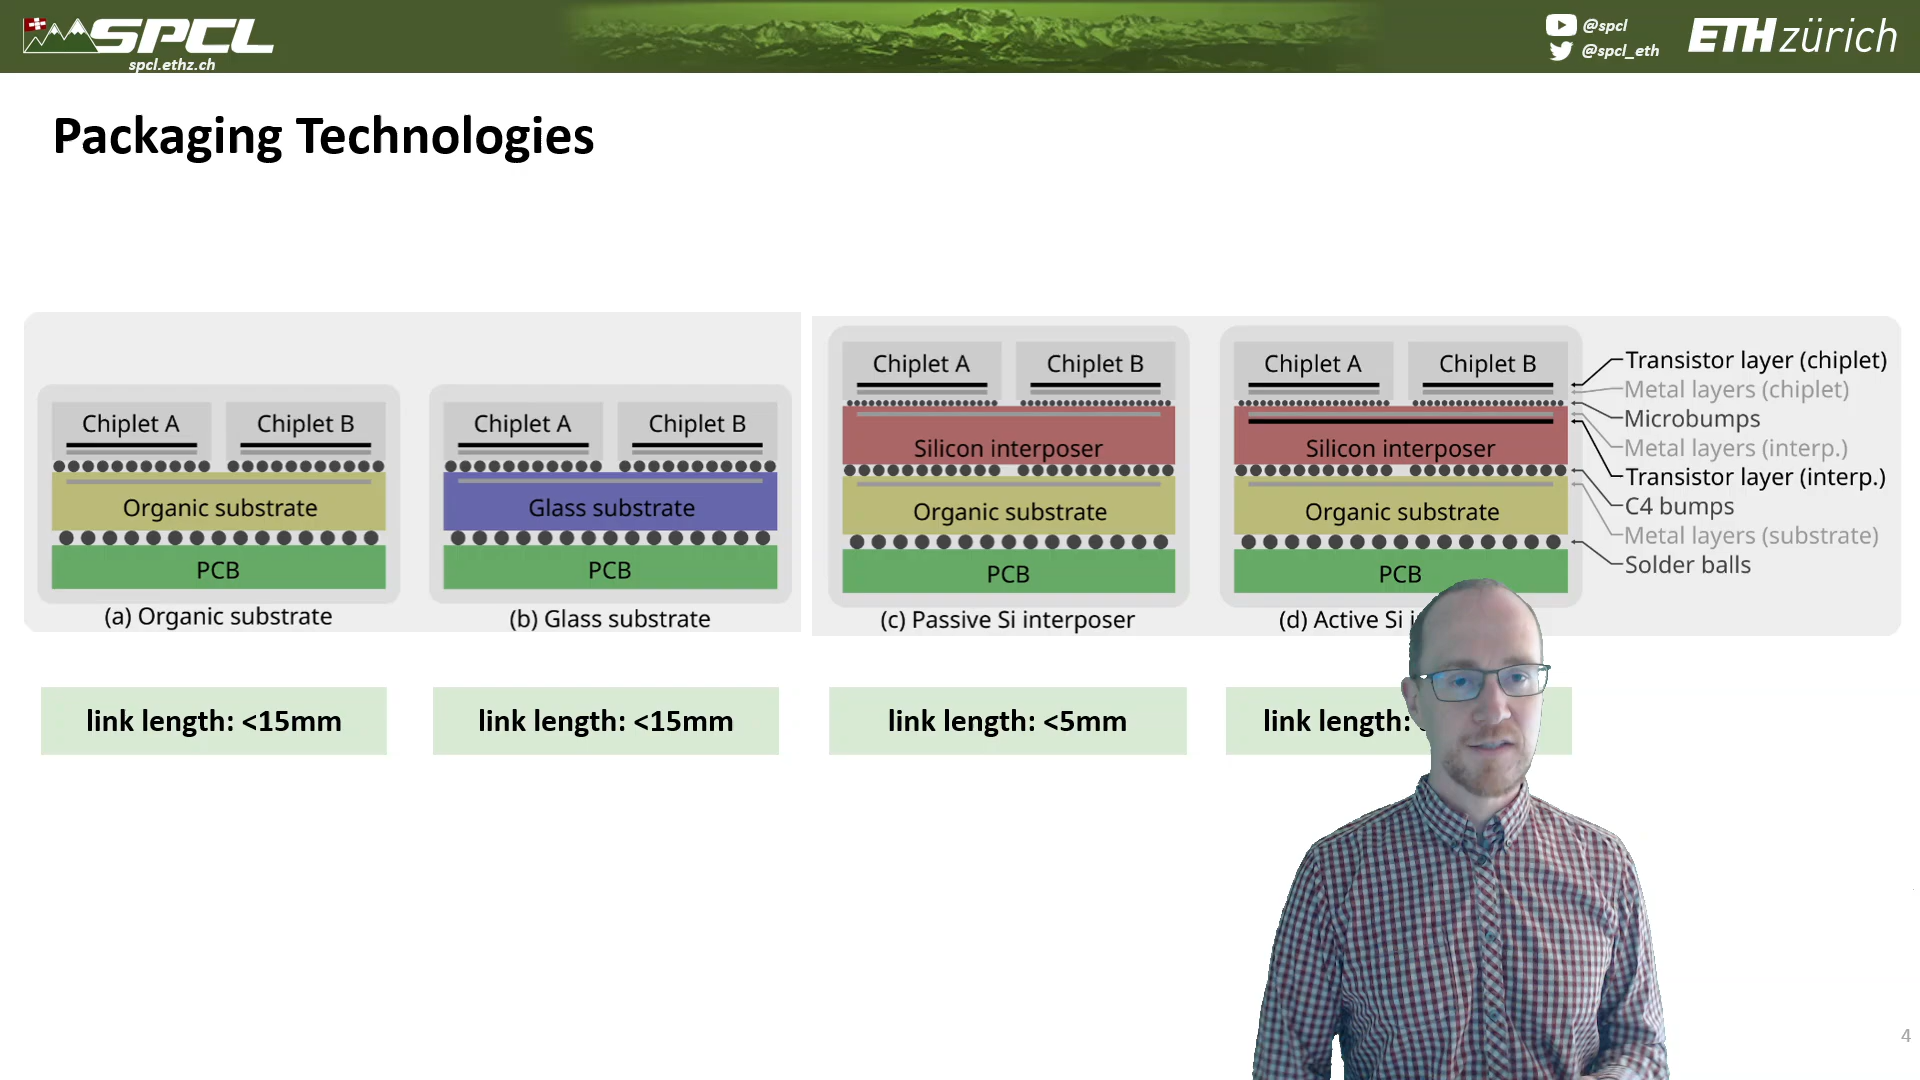 SPCL
spcl.ethz.ch
@spcl
@spcl_eth
ETH zürich
Packaging Technologies
Chiplet A
Chiplet B
Organic substrate
PCB
(a) Organic substrate
Chiplet A
Chiplet B
Glass substrate
PCB
(b) Glass substrate
Chiplet A
Chiplet B
Silicon interposer
Organic substrate
PCB
(c) Passive Si interposer
Chiplet A
Chiplet B
Silicon interposer
Organic substrate
PCB
(d) Active Si
Transistor layer (chiplet)
Metal layers (chiplet)
Microbumps
Metal layers (interp.)
Transistor layer (interp.)
C4 bumps
Metal layers (substrate)
Solder balls
link length: <15mm
link length: <15mm
link length: <5mm
link length:
4